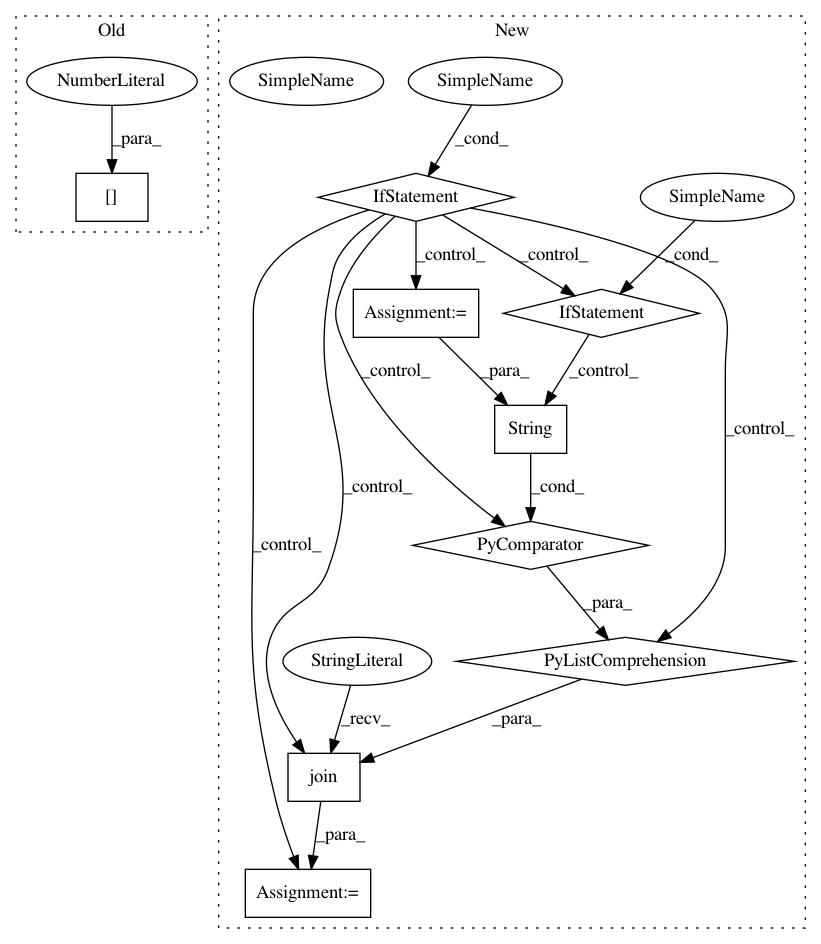 Old
New
NumberLiteral
SimpleName
SimpleName
_para_
_cond_
[]
IfStatement
SimpleName
_control_
_control_
_cond_
Assignment:=
IfStatement
_control_
_para_
_control_
_control_
String
_control_
_cond_
_control_
PyComparator
_para_
StringLiteral
PyListComprehension
_recv_
_para_
join
_para_
Assignment:=